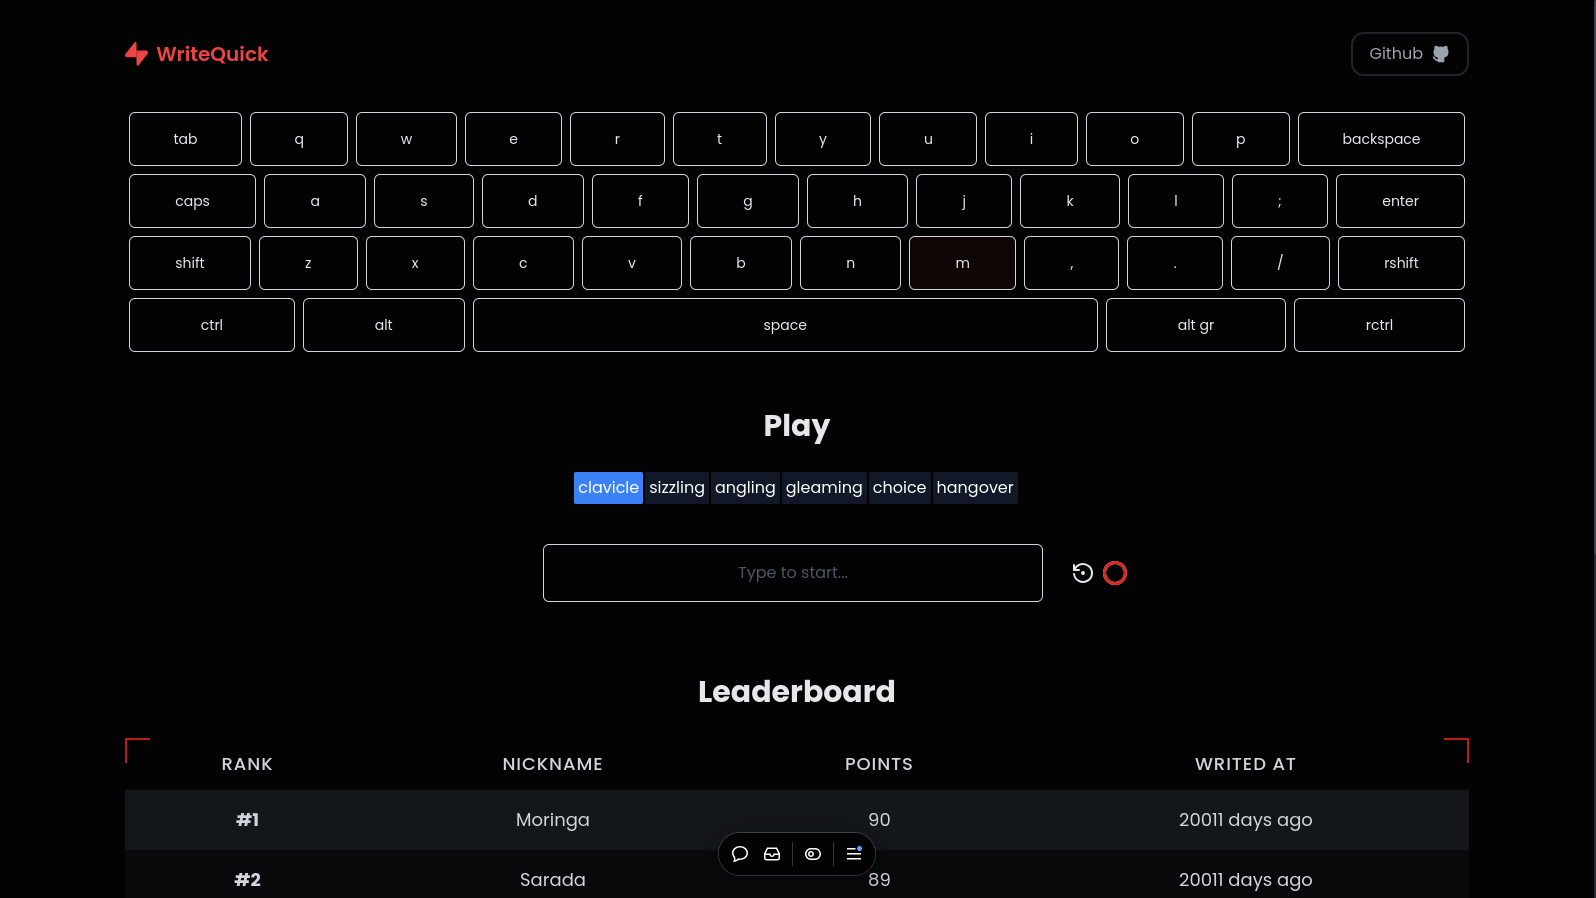 WriteQuick Github
tab q w e r t y u i o p backspace
caps a s d f g h j k l ; enter
shift z x c v b n m , . / rshift
ctrl alt space alt gr rctrl
Play
clavicle sizzling angling gleaming choice hangover
Type to start...
Leaderboard
RANK NICKNAME POINTS WRITED AT
#1 Moringa 90 20011 days ago
#2 Sarada 89 20011 days ago